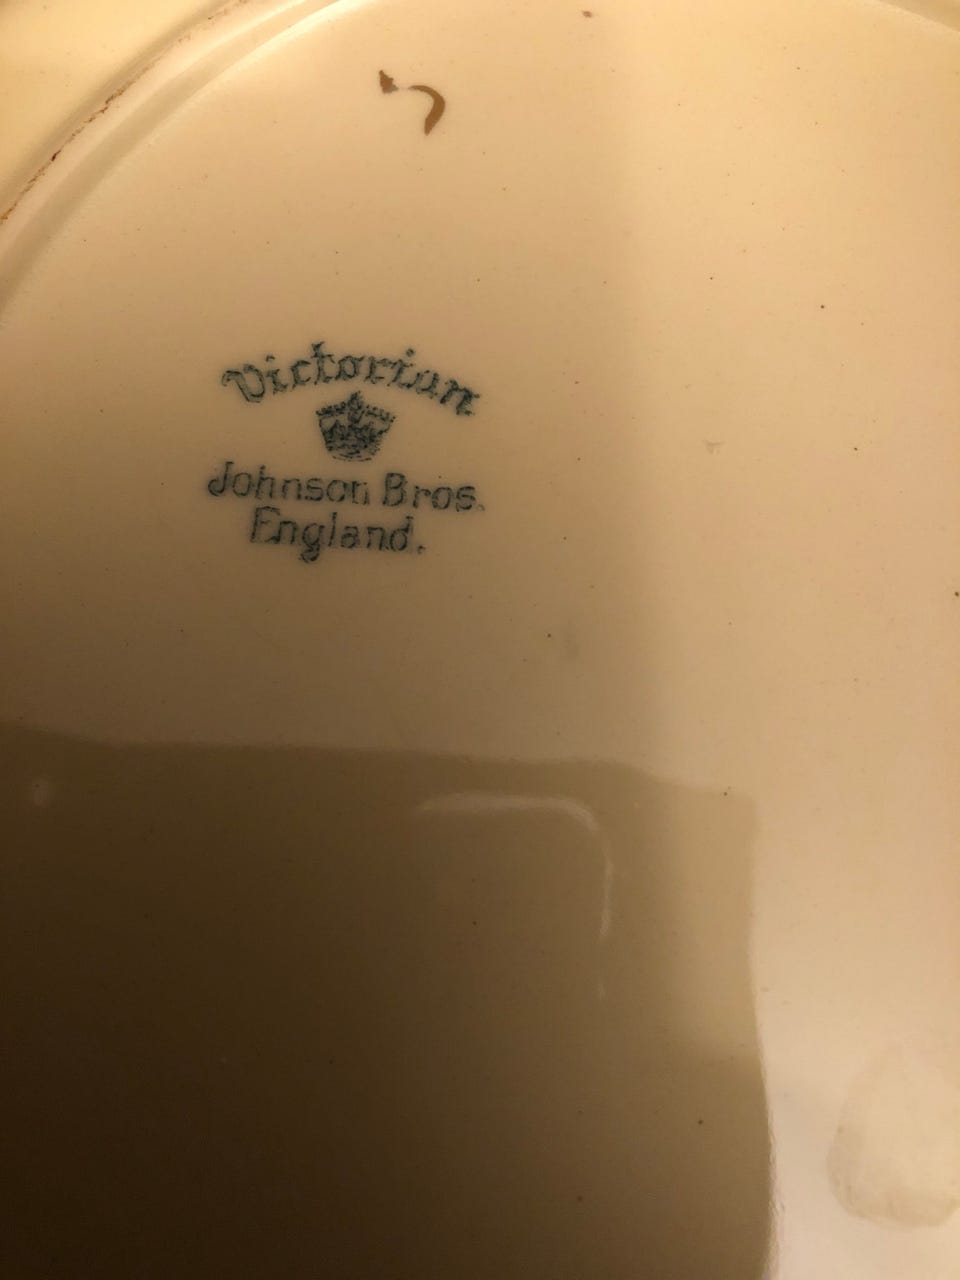 Victorian
Johnson Bros.
England.